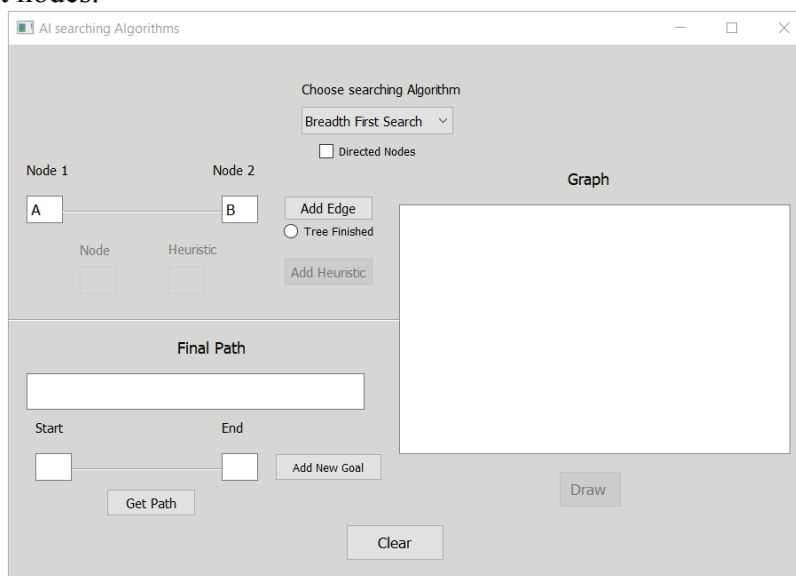 t nodes.
AI searching Algorithms
Choose searching Algorithm
Breadth First Search
Directed Nodes
Node 1
Node 2
Graph
A
B
Add Edge
Tree Finished
Node
Heuristic
Add Heuristic
Final Path
Start
End
Add New Goal
Get Path
Draw
Clear